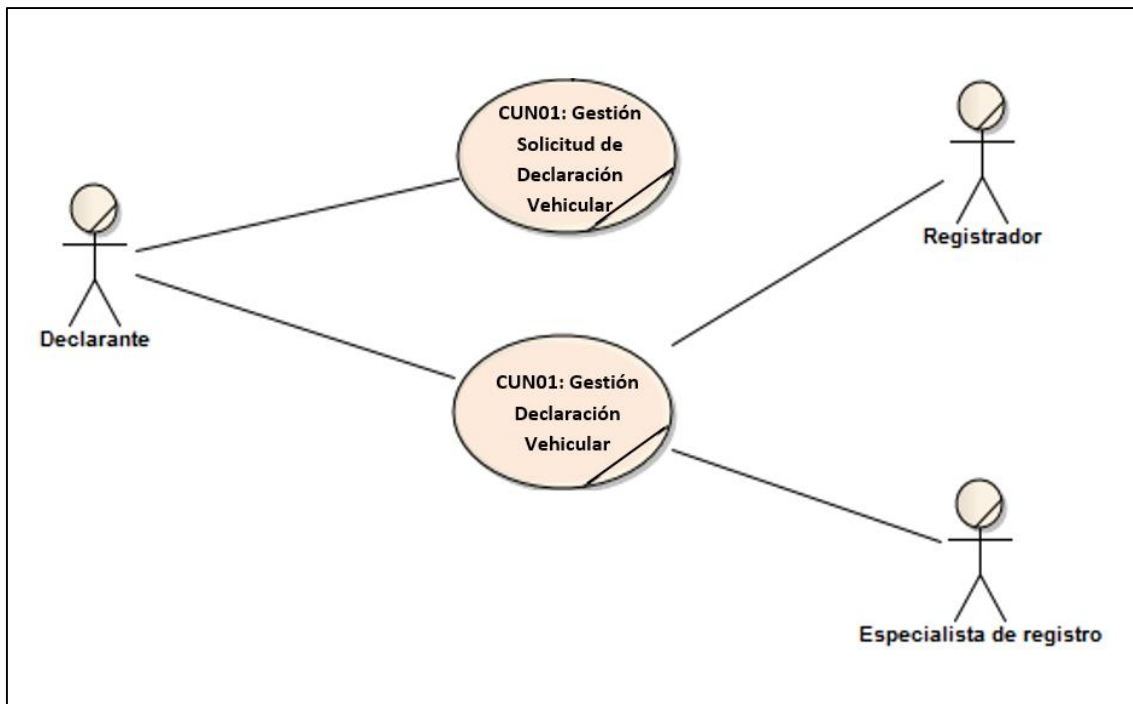 CUN01: Gestión
Solicitud de
Declaración
Vehicular
Registrador
Declarante
CUN01: Gestión
Declaración
Vehicular
Especialista de registro